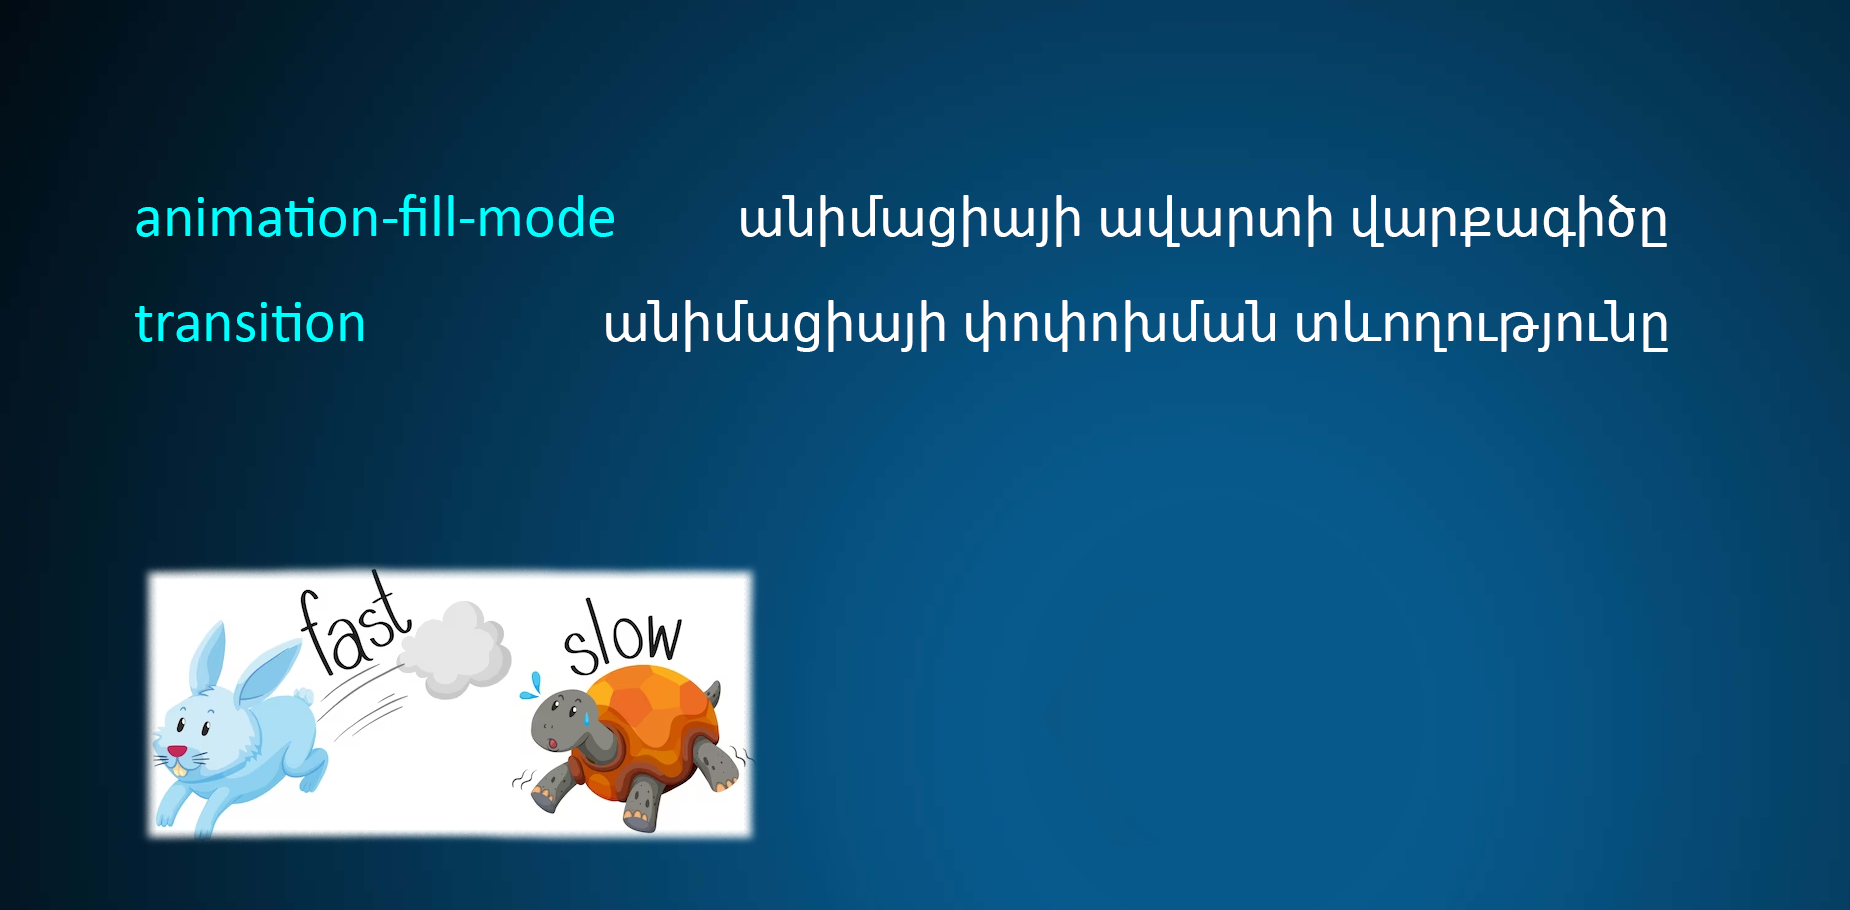 animation-fill-mode անիմացիայի ավարտի վարքագիծը
transition անիմացիայի փոփոխման տևողությունը
fast
slow